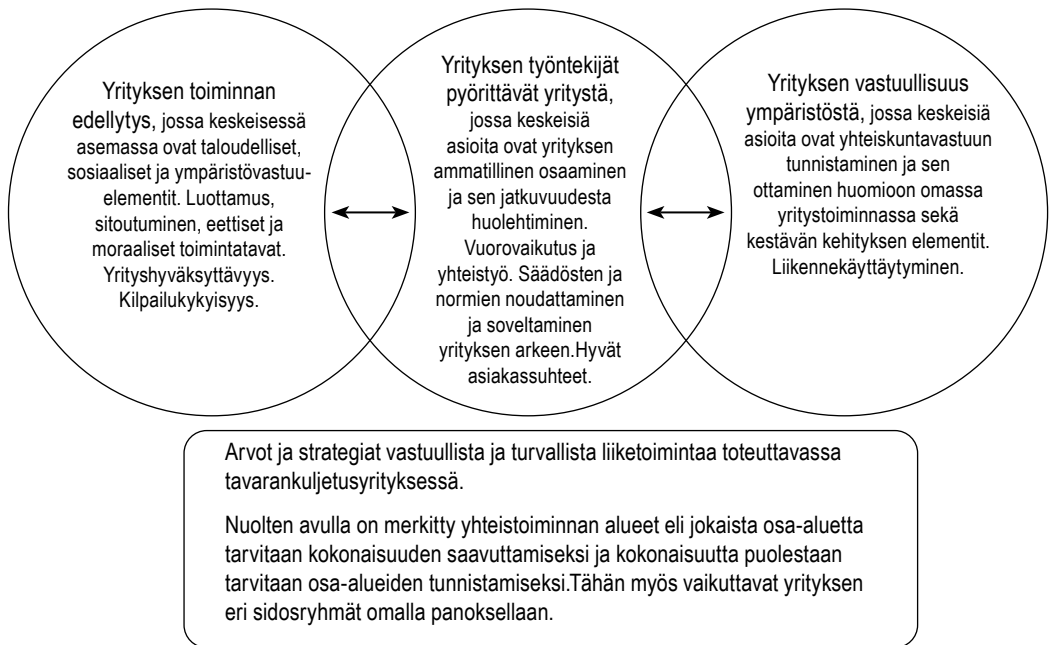 Yrityksen toiminnan
edellytys, jossa keskeisessä
asemassa ovat taloudelliset,
sosiaaliset ja ympäristövastuu-
elementit. Luottamus,
sitoutuminen, eettiset ja
moraaliset toimintatavat.
Yrityshyväksyttävyys.
Kilpailukykyisyys.
Yrityksen työntekijät
pyörittävät yritystä,
jossa keskeisiä
asioita ovat yrityksen
ammatillinen osaaminen
ja sen jatkuvuudesta
huolehtiminen.
Vuorovaikutus ja
yhteistyö. Säädösten ja
normien noudattaminen
ja soveltaminen
yrityksen arkeen.Hyvät
asiakassuhteet.
Yrityksen vastuullisuus
ympäristöstä, jossa keskeisiä
asioita ovat yhteiskuntavastuun
tunnistaminen ja sen
ottaminen huomioon omassa
yritystoiminnassa sekä
kestävän kehityksen elementit.
Liikennekäyttäytyminen.
Arvot ja strategiat vastuullista ja turvallista liiketoimintaa toteuttavassa
tavarankuljetusyrityksessä.
Nuolten avulla on merkitty yhteistoiminnan alueet eli jokaista osa-aluetta
tarvitaan kokonaisuuden saavuttamiseksi ja kokonaisuutta puolestaan
tarvitaan osa-alueiden tunnistamiseksi.Tähän myös vaikuttavat yrityksen
eri sidosryhmät omalla panoksellaan.